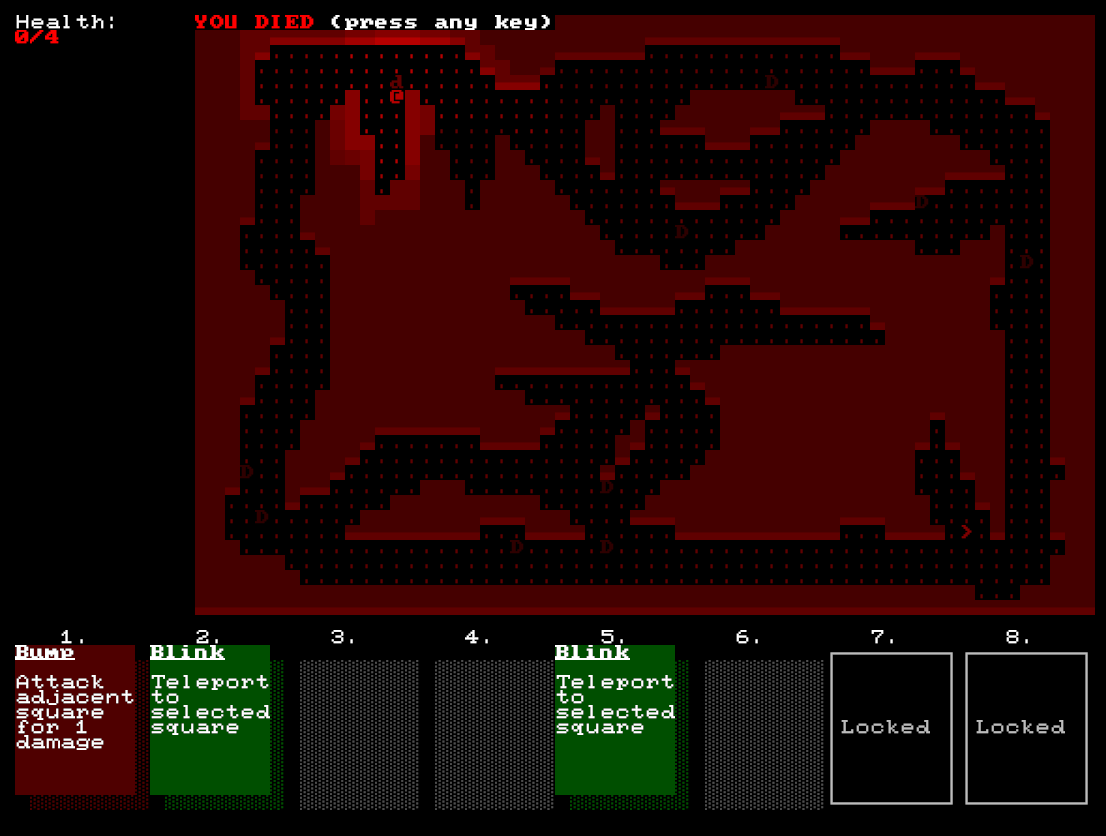 Health: YOU DIED (press any key)
0/4
1. 2. 3. 4. 5. 6. 7. 8.
Bump
Attack
adjacent
square
for 1
damage
Blink
Teleport
to
selected
square
Blink
Teleport
to
selected
square
Locked
Locked